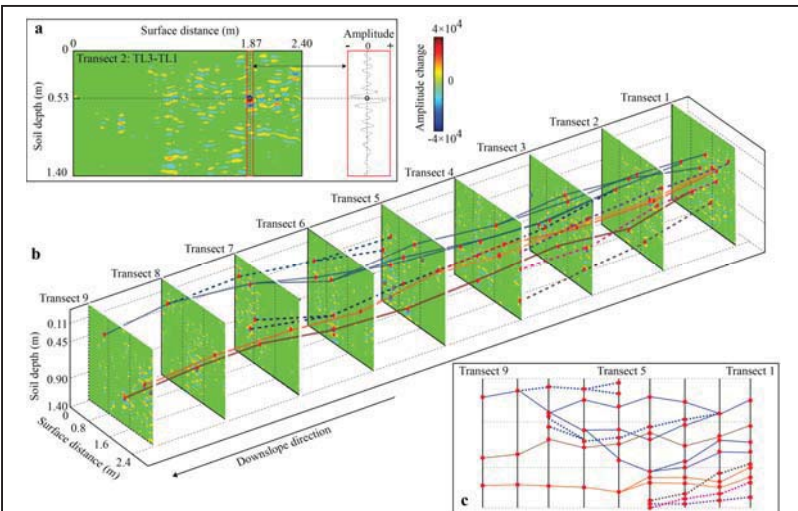 a
Surface distance (m)
0 1.87 2.40
Amplitude
- 0 +
Transect 2: TL3-TL1
Soil depth (m)
0
0.53
1.40
Amplitude change
4×10⁴
0
-4×10⁴
b
Transect 1
Transect 2
Transect 3
Transect 4
Transect 5
Transect 6
Transect 7
Transect 8
Transect 9
Soil depth (m)
0.11
0.45
0.90
1.40
0
0.8
1.6
2.4
Surface distance (m)
Downslope direction
Transect 9 Transect 5 Transect 1
c